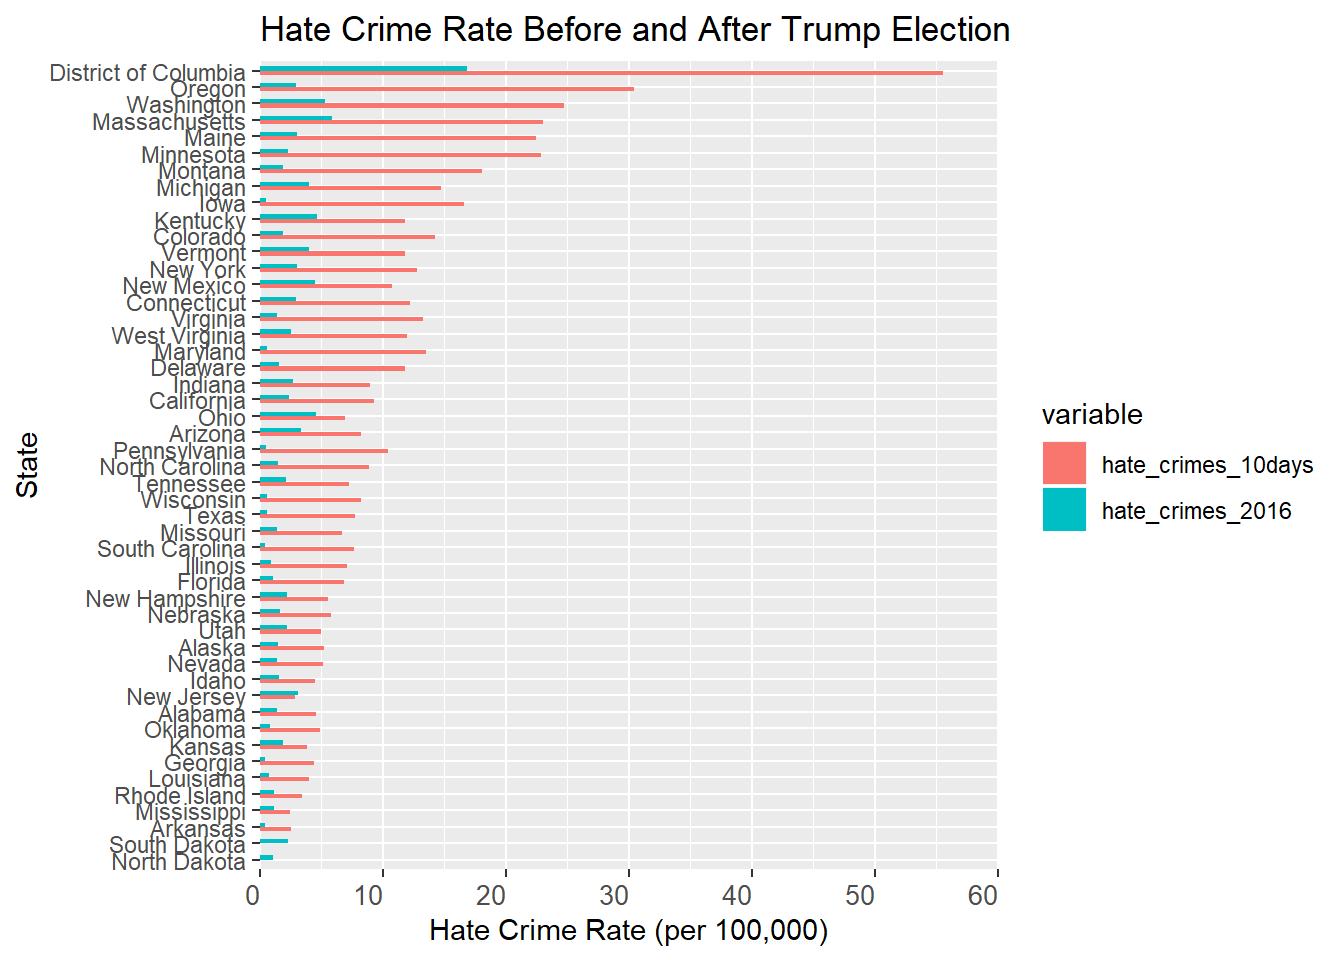 Hate Crime Rate Before and After Trump Election
District of Columbia
Oregon
Washington
Massachusetts
Maine
Minnesota
Montana
Michigan
Iowa
Kentucky
Colorado
Vermont
New York
New Mexico
Connecticut
Virginia
West Virginia
Maryland
Delaware
Indiana
California
Ohio
Arizona
Pennsylvania
North Carolina
Tennessee
Wisconsin
Texas
Missouri
South Carolina
Illinois
Florida
New Hampshire
Nebraska
Utah
Alaska
Nevada
Idaho
New Jersey
Alabama
Oklahoma
Kansas
Georgia
Louisiana
Rhode Island
Mississippi
Arkansas
South Dakota
North Dakota
State
0 10 20 30 40 50 60
Hate Crime Rate (per 100,000)
variable
hate_crimes_10days
hate_crimes_2016